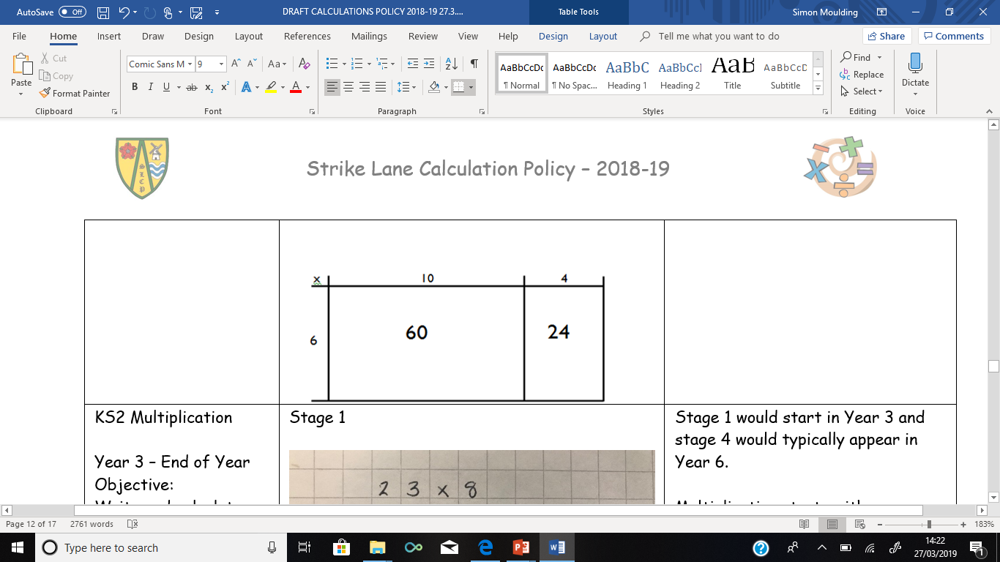 AutoSave Off DRAFT CALCULATIONS POLICY 2018-19 27.3.... Table Tools Simon Moulding
File Home Insert Draw Design Layout References Mailings Review View Help Design Layout Tell me what you want to do Share Comments
Paste
Cut
Copy
Format Painter
Clipboard
Comic Sans M 9
Font
Paragraph
AaBbCcDc AaBbCcDc AaBbC AaBbCcI AaB AaBbCcD
¶ Normal ¶ No Spac... Heading 1 Heading 2 Title Subtitle
Styles
Find
Replace
Select
Editing
Dictate
Voice
SLCP
Strike Lane Calculation Policy – 2018-19
x 10 4
6 60 24
KS2 Multiplication
Year 3 – End of Year
Objective:
Stage 1
2 3 x 8
Stage 1 would start in Year 3 and
stage 4 would typically appear in
Year 6.
Page 12 of 17 2761 words 183%
Type here to search
14:22
27/03/2019
1